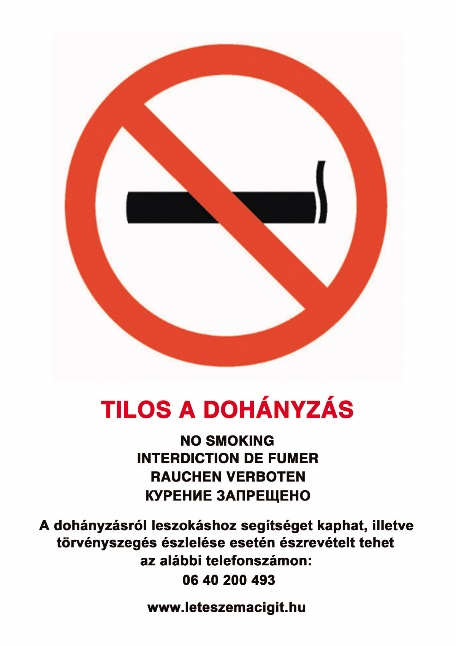 TILOS A DOHÁNYZÁS
NO SMOKING
INTERDICTION DE FUMER
RAUCHEN VERBOTEN
КУРЕНИЕ ЗАПРЕЩЕНО
A dohányzásról leszokáshoz segítséget kaphat, illetve
törvényszegés észlelése esetén észrevételt tehet
az alábbi telefonszámon:
06 40 200 493
www.leteszemacigit.hu